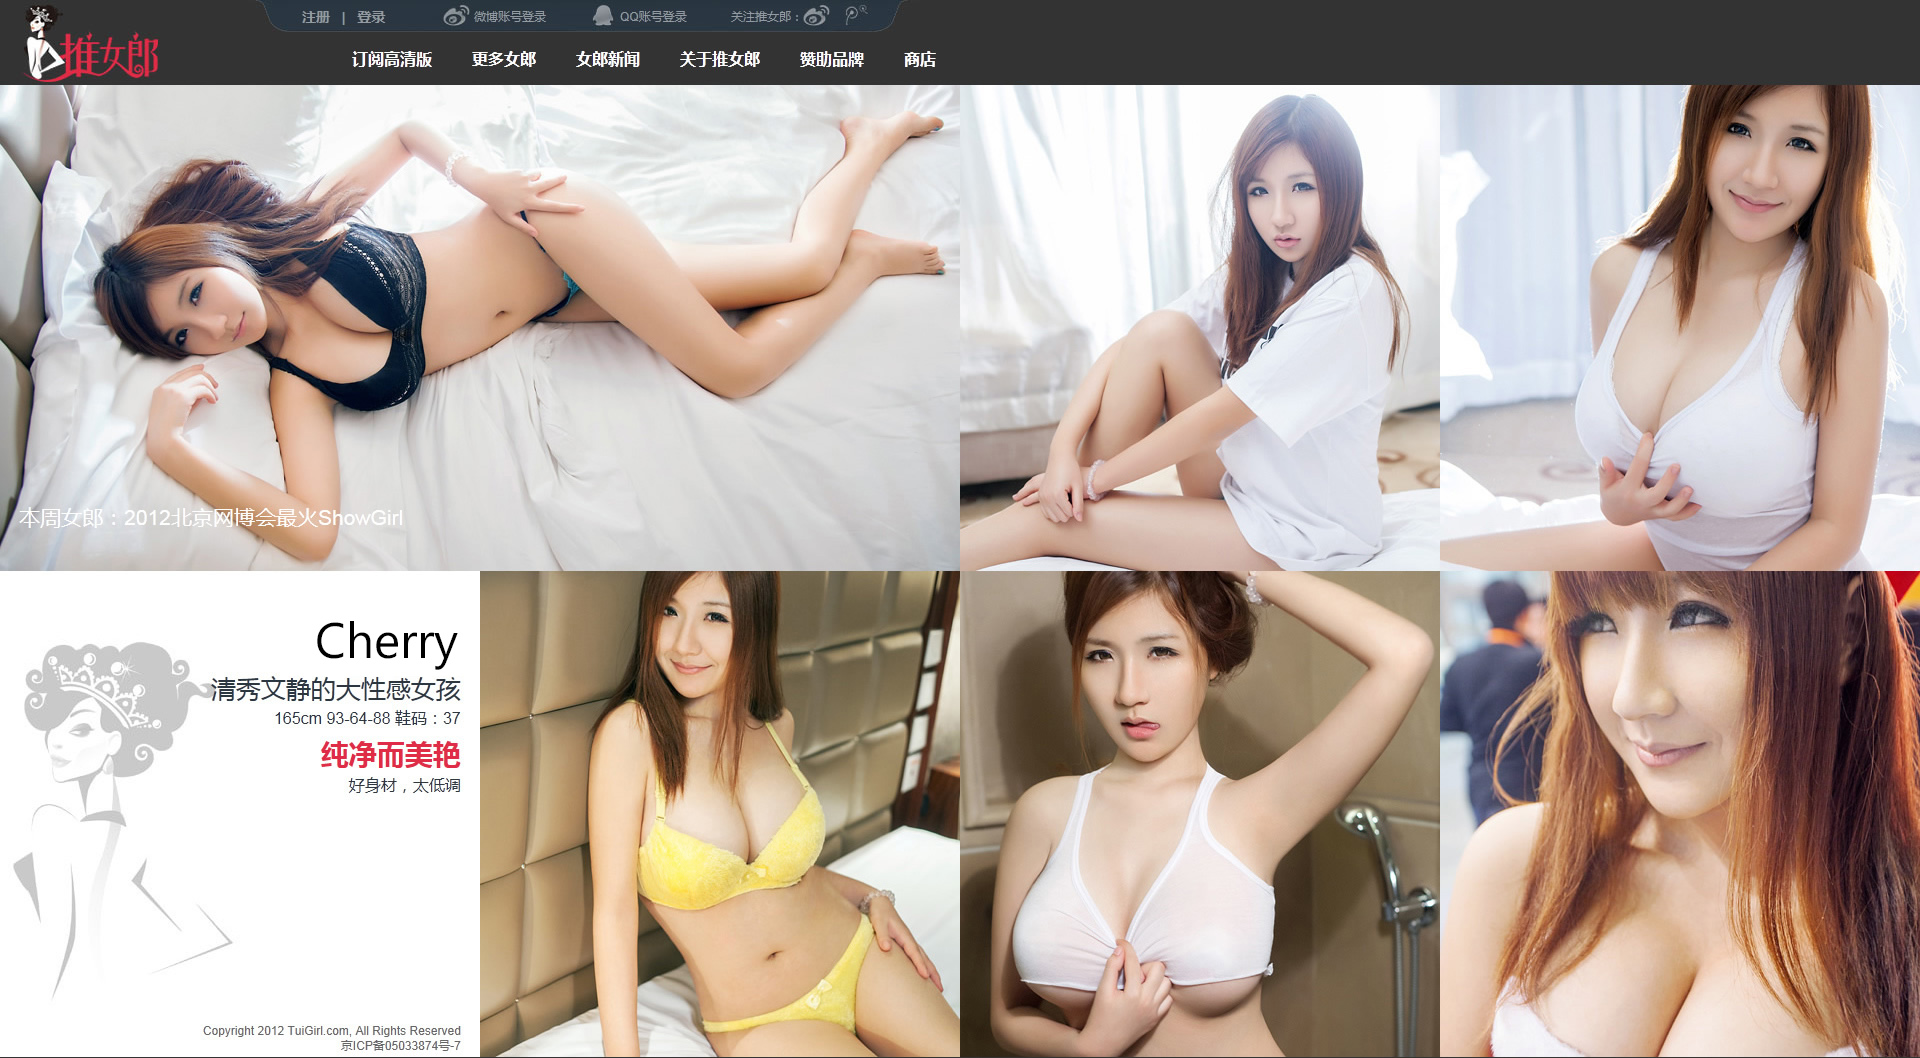 推女郎
注册 | 登录 微博账号登录 QQ账号登录 关注推女郎：
订阅高清版 更多女郎 女郎新闻 关于推女郎 赞助品牌 商店
本周女郎：2012北京网博会最火ShowGirl
Cherry
清秀文静的大性感女孩
165cm 93-64-88 鞋码：37
纯净而美艳
好身材，太低调
Copyright 2012 TuiGirl.com, All Rights Reserved
京ICP备05033874号-7